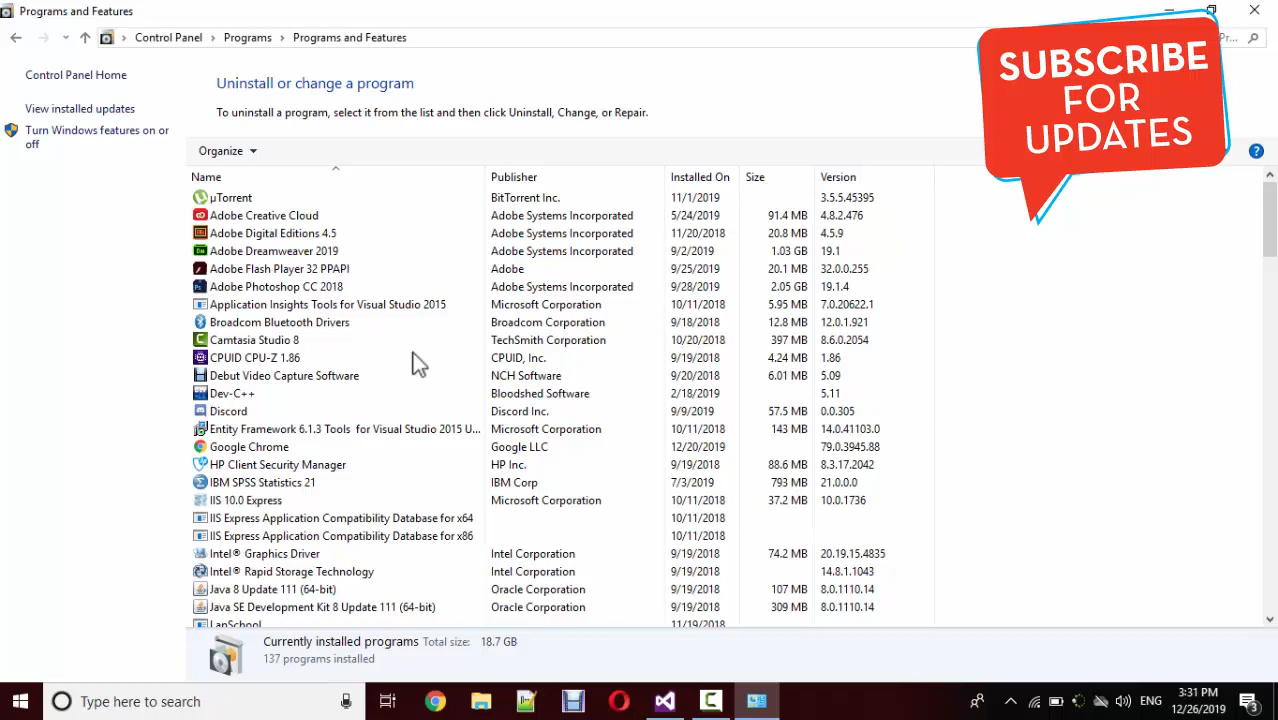 Programs and Features
Control Panel Programs Programs and Features
Pr...
SUBSCRIBE
FOR
UPDATES
Control Panel Home
View installed updates
Turn Windows features on or
off
Uninstall or change a program
To uninstall a program, select it from the list and then click Uninstall, Change, or Repair.
Organize
Name Publisher Installed On Size Version
µTorrent BitTorrent Inc. 11/1/2019 3.5.5.45395
Adobe Creative Cloud Adobe Systems Incorporated 5/24/2019 91.4 MB 4.8.2.476
Adobe Digital Editions 4.5 Adobe Systems Incorporated 11/20/2018 20.8 MB 4.5.9
Adobe Dreamweaver 2019 Adobe Systems Incorporated 9/2/2019 1.03 GB 19.1
Adobe Flash Player 32 PPAPI Adobe 9/25/2019 20.1 MB 32.0.0.255
Adobe Photoshop CC 2018 Adobe Systems Incorporated 9/28/2019 2.05 GB 19.1.4
Application Insights Tools for Visual Studio 2015 Microsoft Corporation 10/11/2018 5.95 MB 7.0.20622.1
Broadcom Bluetooth Drivers Broadcom Corporation 9/18/2018 12.8 MB 12.0.1.921
Camtasia Studio 8 TechSmith Corporation 10/20/2018 397 MB 8.6.0.2054
CPUID CPU-Z 1.86 CPUID, Inc. 9/19/2018 4.24 MB 1.86
Debut Video Capture Software NCH Software 9/20/2018 6.01 MB 5.09
Dev-C++ Bloodshed Software 2/18/2019 5.11
Discord Discord Inc. 9/9/2019 57.5 MB 0.0.305
Entity Framework 6.1.3 Tools for Visual Studio 2015 U... Microsoft Corporation 10/11/2018 143 MB 14.0.41103.0
Google Chrome Google LLC 12/20/2019 79.0.3945.88
HP Client Security Manager HP Inc. 9/19/2018 88.6 MB 8.3.17.2042
IBM SPSS Statistics 21 IBM Corp 7/3/2019 793 MB 21.0.0.0
IIS 10.0 Express Microsoft Corporation 10/11/2018 37.2 MB 10.0.1736
IIS Express Application Compatibility Database for x64 10/11/2018
IIS Express Application Compatibility Database for x86 10/11/2018
Intel® Graphics Driver Intel Corporation 9/19/2018 74.2 MB 20.19.15.4835
Intel® Rapid Storage Technology Intel Corporation 9/19/2018 14.8.1.1043
Java 8 Update 111 (64-bit) Oracle Corporation 9/19/2018 107 MB 8.0.1110.14
Java SE Development Kit 8 Update 111 (64-bit) Oracle Corporation 9/19/2018 309 MB 8.0.1110.14
LanSchool 11/19/2018
Currently installed programs Total size: 18.7 GB
137 programs installed
Type here to search
ENG
3:31 PM
12/26/2019
3